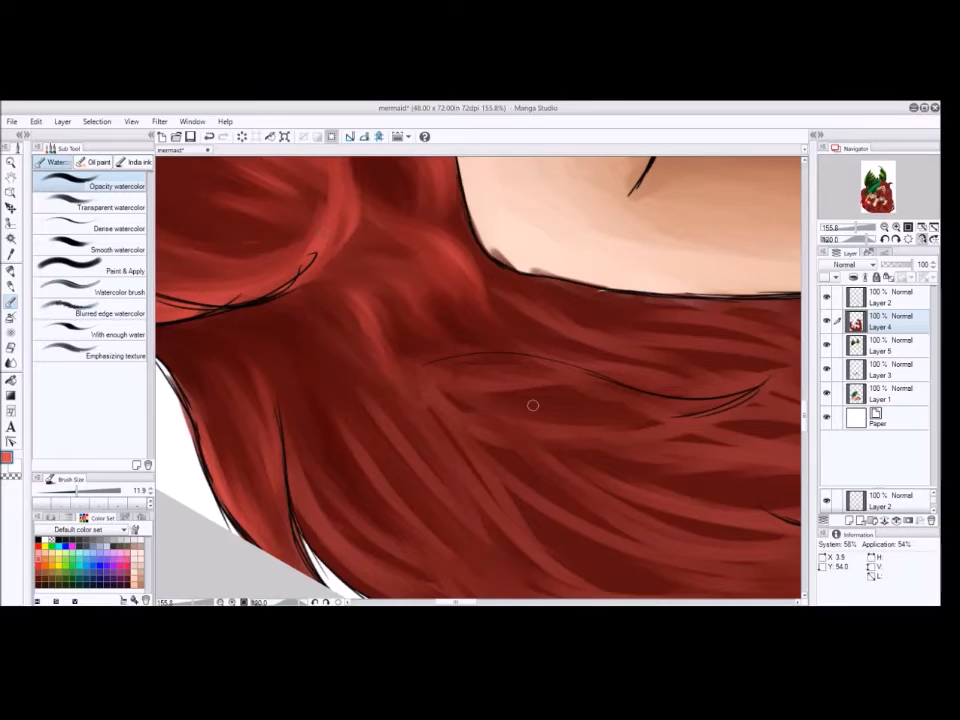 mermaid* (48.00 x 72.00in 72dpi 155.8%) - Manga Studio
File Edit Layer Selection View Filter Window Help
Sub Tool
mermaid*
Navigator
Water Oil paint India ink
Opacity watercolor
Transparent watercolor
Dense watercolor
Smooth watercolor
Paint & Apply
Watercolor brush
Blurred edge watercolor
With enough water
Emphasizing texture
155.8
120.0
Layer
Normal 100
100 % Normal
Layer 2
100 % Normal
Layer 4
100 % Normal
Layer 5
100 % Normal
Layer 3
100 % Normal
Layer 1
Paper
Brush Size
11.9
Color Set
Default color set
100 % Normal
Layer 2
Information
System: 58% Application: 54%
X: 3.9 H:
Y: 54.0 V:
L:
155.8 120.0